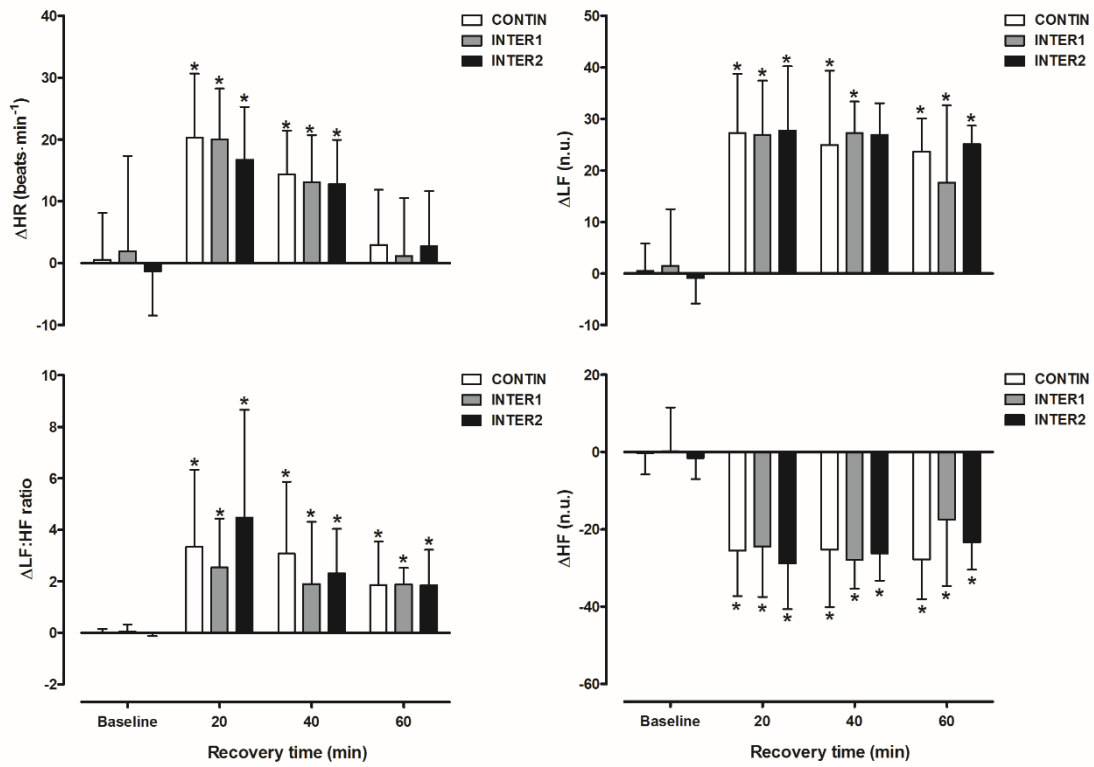 40
30
20
10
0
-10
ΔHR (beats·min⁻¹)
CONTIN
INTER1
INTER2
* * *
* * *
50
40
30
20
10
0
-10
ΔLF (n.u.)
CONTIN
INTER1
INTER2
* * *
* *
* * *
10
8
6
4
2
0
-2
ΔLF:HF ratio
CONTIN
INTER1
INTER2
* * *
* * *
* * *
Baseline 20 40 60
Recovery time (min)
20
0
-20
-40
-60
ΔHF (n.u.)
CONTIN
INTER1
INTER2
* * *
* * *
* * *
Baseline 20 40 60
Recovery time (min)